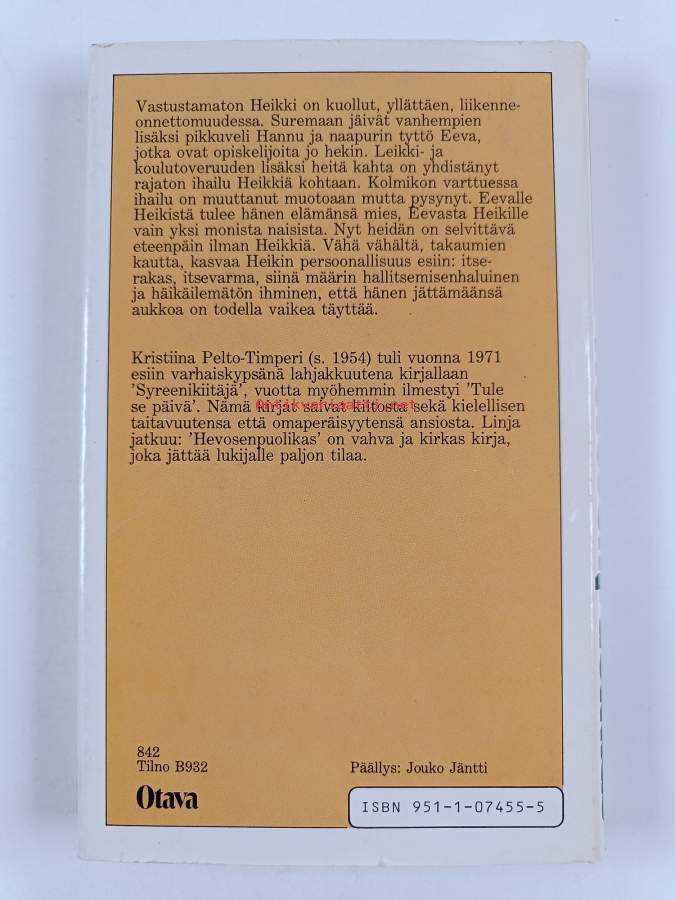 Vastustamaton Heikki on kuollut, yllättäen, liikenne-
onnettomuudessa. Suremaan jäivät vanhempien
lisäksi pikkuveli Hannu ja naapurin tyttö Eeva,
jotka ovat opiskelijoita jo hekin. Leikki- ja
koulutoveruuden lisäksi heitä kahta on yhdistänyt
rajaton ihailu Heikkiä kohtaan. Kolmikon varttuessa
ihailu on muuttanut muotoaan mutta pysynyt. Eevalle
Heikistä tulee hänen elämänsä mies, Eevasta Heikille
vain yksi monista naisista. Nyt heidän on selvittävä
eteenpäin ilman Heikkiä. Vähä vähältä, takaumien
kautta, kasvaa Heikin persoonallisuus esiin: itse-
rakas, itsevarma, siinä määrin hallitsemisenhaluinen
ja häikäilemätön ihminen, että hänen jättämäänsä
aukkoa on todella vaikea täyttää.
Kristiina Pelto-Timperi (s. 1954) tuli vuonna 1971
esiin varhaiskypsänä lahjakkuutena kirjallaan
'Syreenikiitäjä', vuotta myöhemmin ilmestyi 'Tule
se päivä'. Nämä kirjat saivat kiitosta sekä kielellisen
Antikvariaatti.net
taitavuutensa että omaperäisyytensä ansiosta. Linja
jatkuu: 'Hevosenpuolikas' on vahva ja kirkas kirja,
joka jättää lukijalle paljon tilaa.
842
Tilno B932
Päällys: Jouko Jäntti
Otava
ISBN 951-1-07455-5